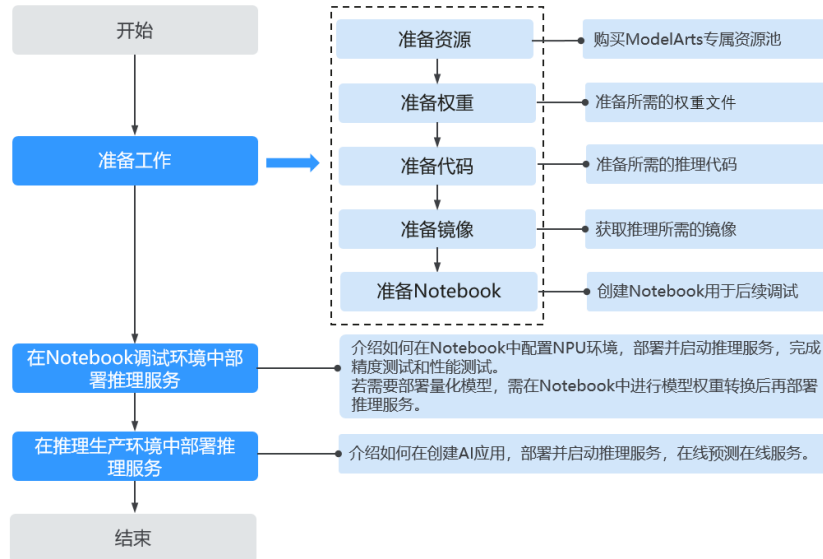 开始
准备资源
购买ModelArts专属资源池
准备权重
准备所需的权重文件
准备工作
准备代码
准备所需的推理代码
准备镜像
获取推理所需的镜像
准备Notebook
创建Notebook用于后续调试
在Notebook调试环境中部
署推理服务
介绍如何在Notebook中配置NPU环境，部署并启动推理服务，完成
精度测试和性能测试。
若需要部署量化模型，需在Notebook中进行模型权重转换后再部署
推理服务。
在推理生产环境中部署推
理服务
介绍如何在创建AI应用，部署并启动推理服务，在线预测在线服务。
结束